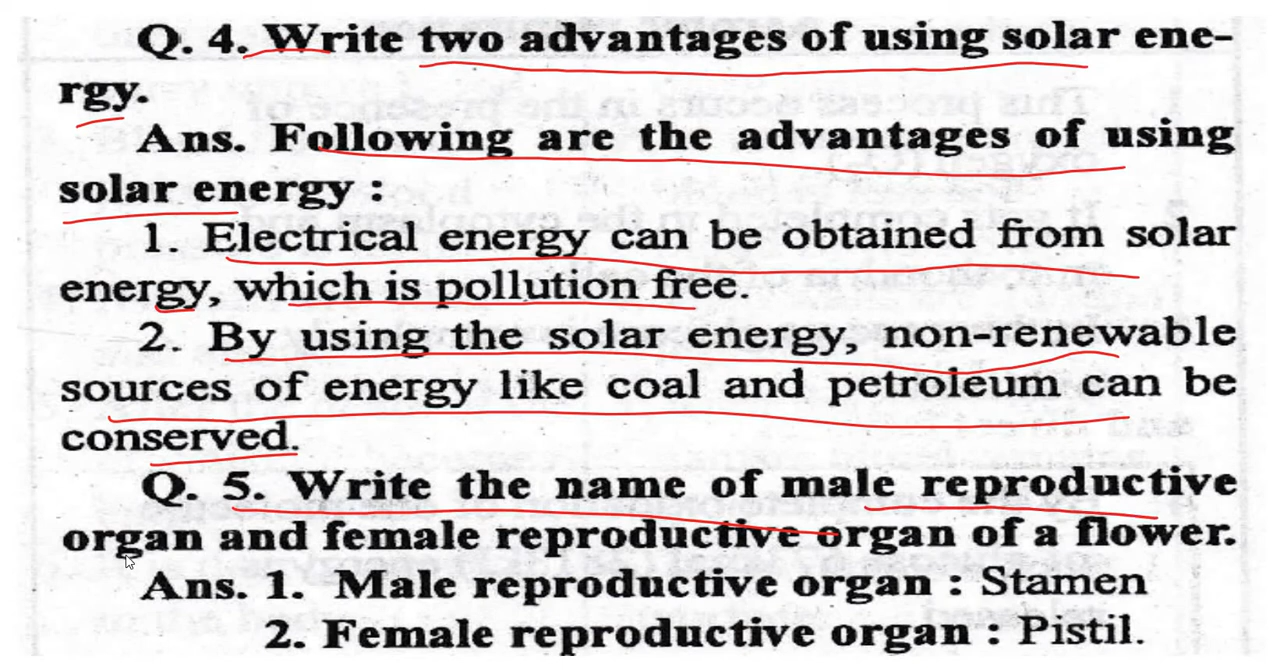 Q. 4. Write two advantages of using solar ene-
rgy.
Ans. Following are the advantages of using
solar energy :
1. Electrical energy can be obtained from solar
energy, which is pollution free.
2. By using the solar energy, non-renewable
sources of energy like coal and petroleum can be
conserved.
Q. 5. Write the name of male reproductive
organ and female reproductive organ of a flower.
Ans. 1. Male reproductive organ : Stamen
2. Female reproductive organ : Pistil.